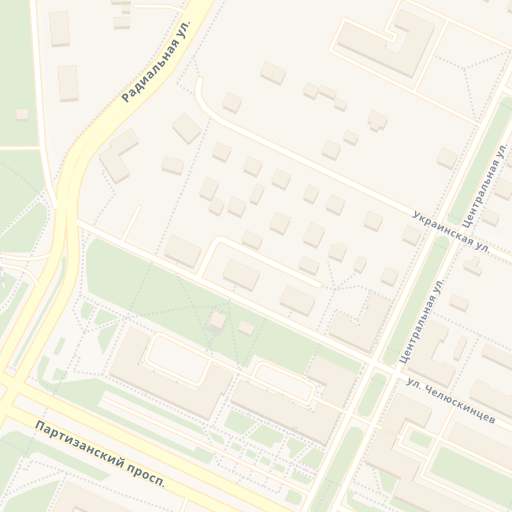 Радиальная ул.
Центральная ул.
Украинская ул.
Центральная ул.
ул. Челюскинцев
Партизанский просп.